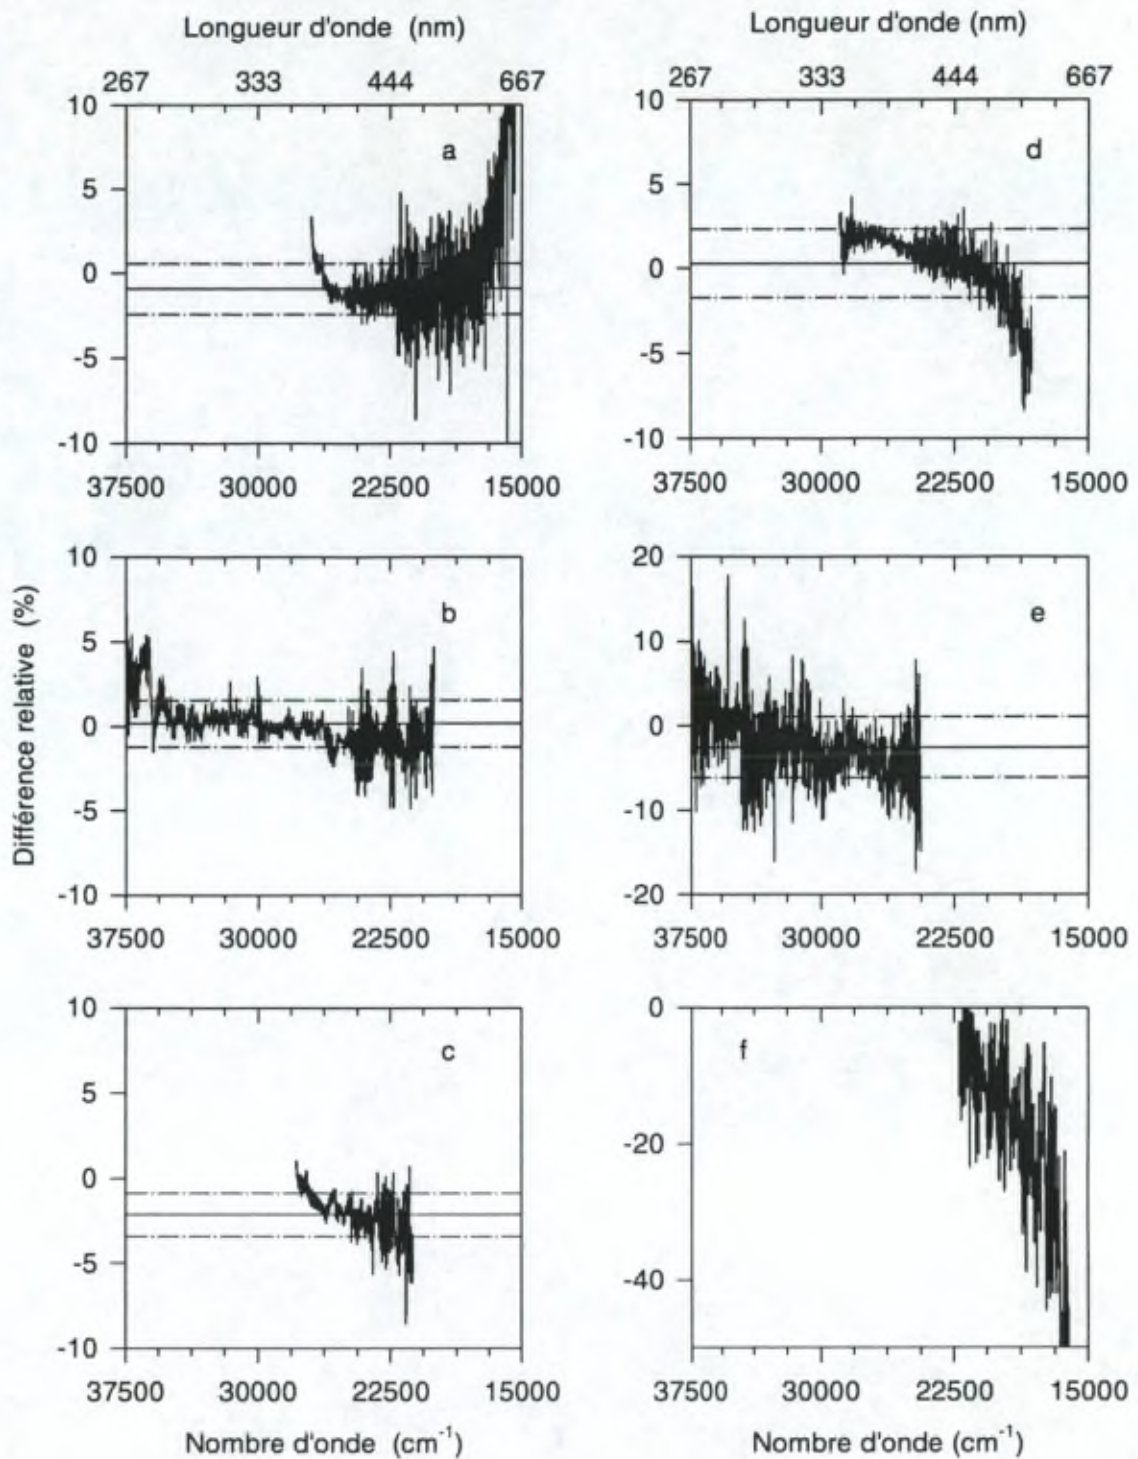 Longueur d'onde (nm)
Longueur d'onde (nm)
267 333 444 667
267 333 444 667
10
5
0
-5
-10
a
37500 30000 22500 15000
10
5
0
-5
-10
d
37500 30000 22500 15000
Différence relative (%)
10
5
0
-5
-10
b
37500 30000 22500 15000
20
10
0
-10
-20
e
37500 30000 22500 15000
10
5
0
-5
-10
c
37500 30000 22500 15000
Nombre d'onde (cm⁻¹)
0
-20
-40
f
37500 30000 22500 15000
Nombre d'onde (cm⁻¹)